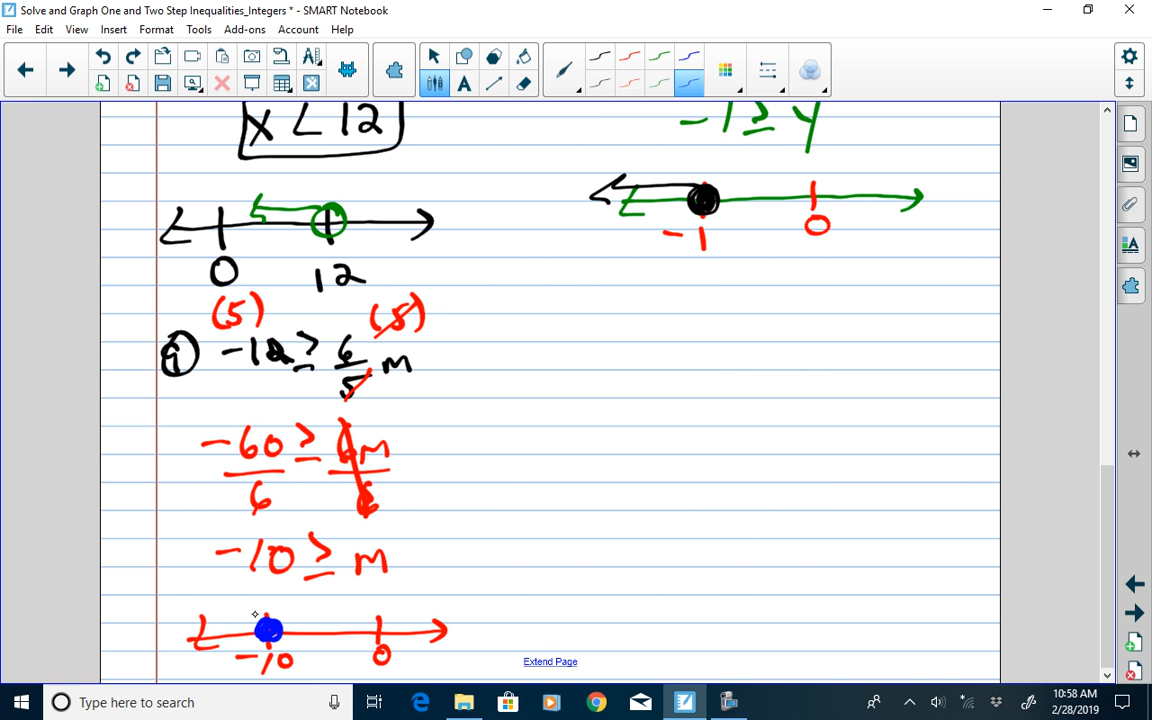 Solve and Graph One and Two Step Inequalities_Integers * - SMART Notebook
File Edit View Insert Format Tools Add-ons Account Help
x < 12
-1 ≥ y
0 12
-1 0
(5) (5)
9 -12 ≥ 6/5 m
-60/6 ≥ 6m/6
-10 ≥ m
-10 0
Extend Page
Type here to search
10:58 AM
2/28/2019